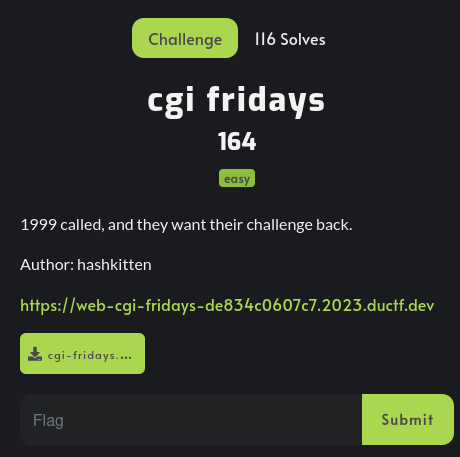 Challenge 116 Solves
cgi fridays
164
easy
1999 called, and they want their challenge back.
Author: hashkitten
https://web-cgi-fridays-de834c0607c7.2023.ductf.dev
cgi-fridays....
Flag Submit